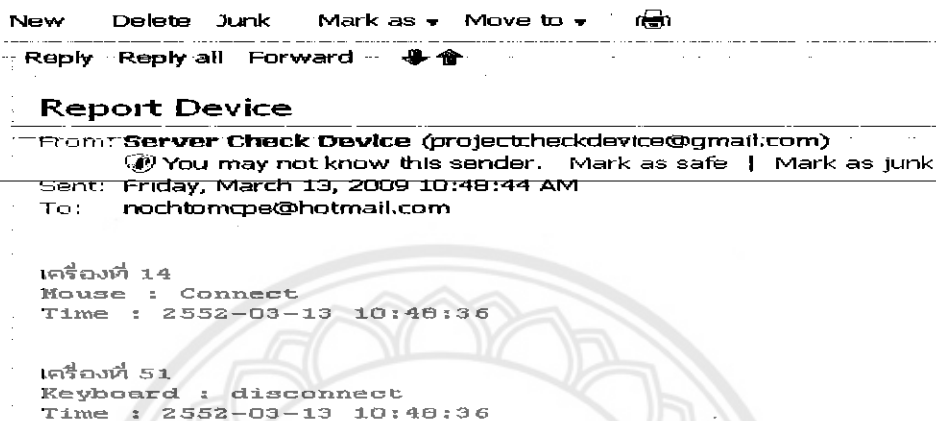 New Delete Junk Mark as Move to
Reply Reply all Forward
Report Device
From: Server Check Device (projectcheckdevice@gmail.com)
You may not know this sender. Mark as safe | Mark as junk
Sent: Friday, March 13, 2009 10:48:44 AM
To: nochtomcpe@hotmail.com
เครื่องที่ 14
Mouse : Connect
Time : 2552-03-13 10:48:36
เครื่องที่ 51
Keyboard : disconnect
Time : 2552-03-13 10:48:36